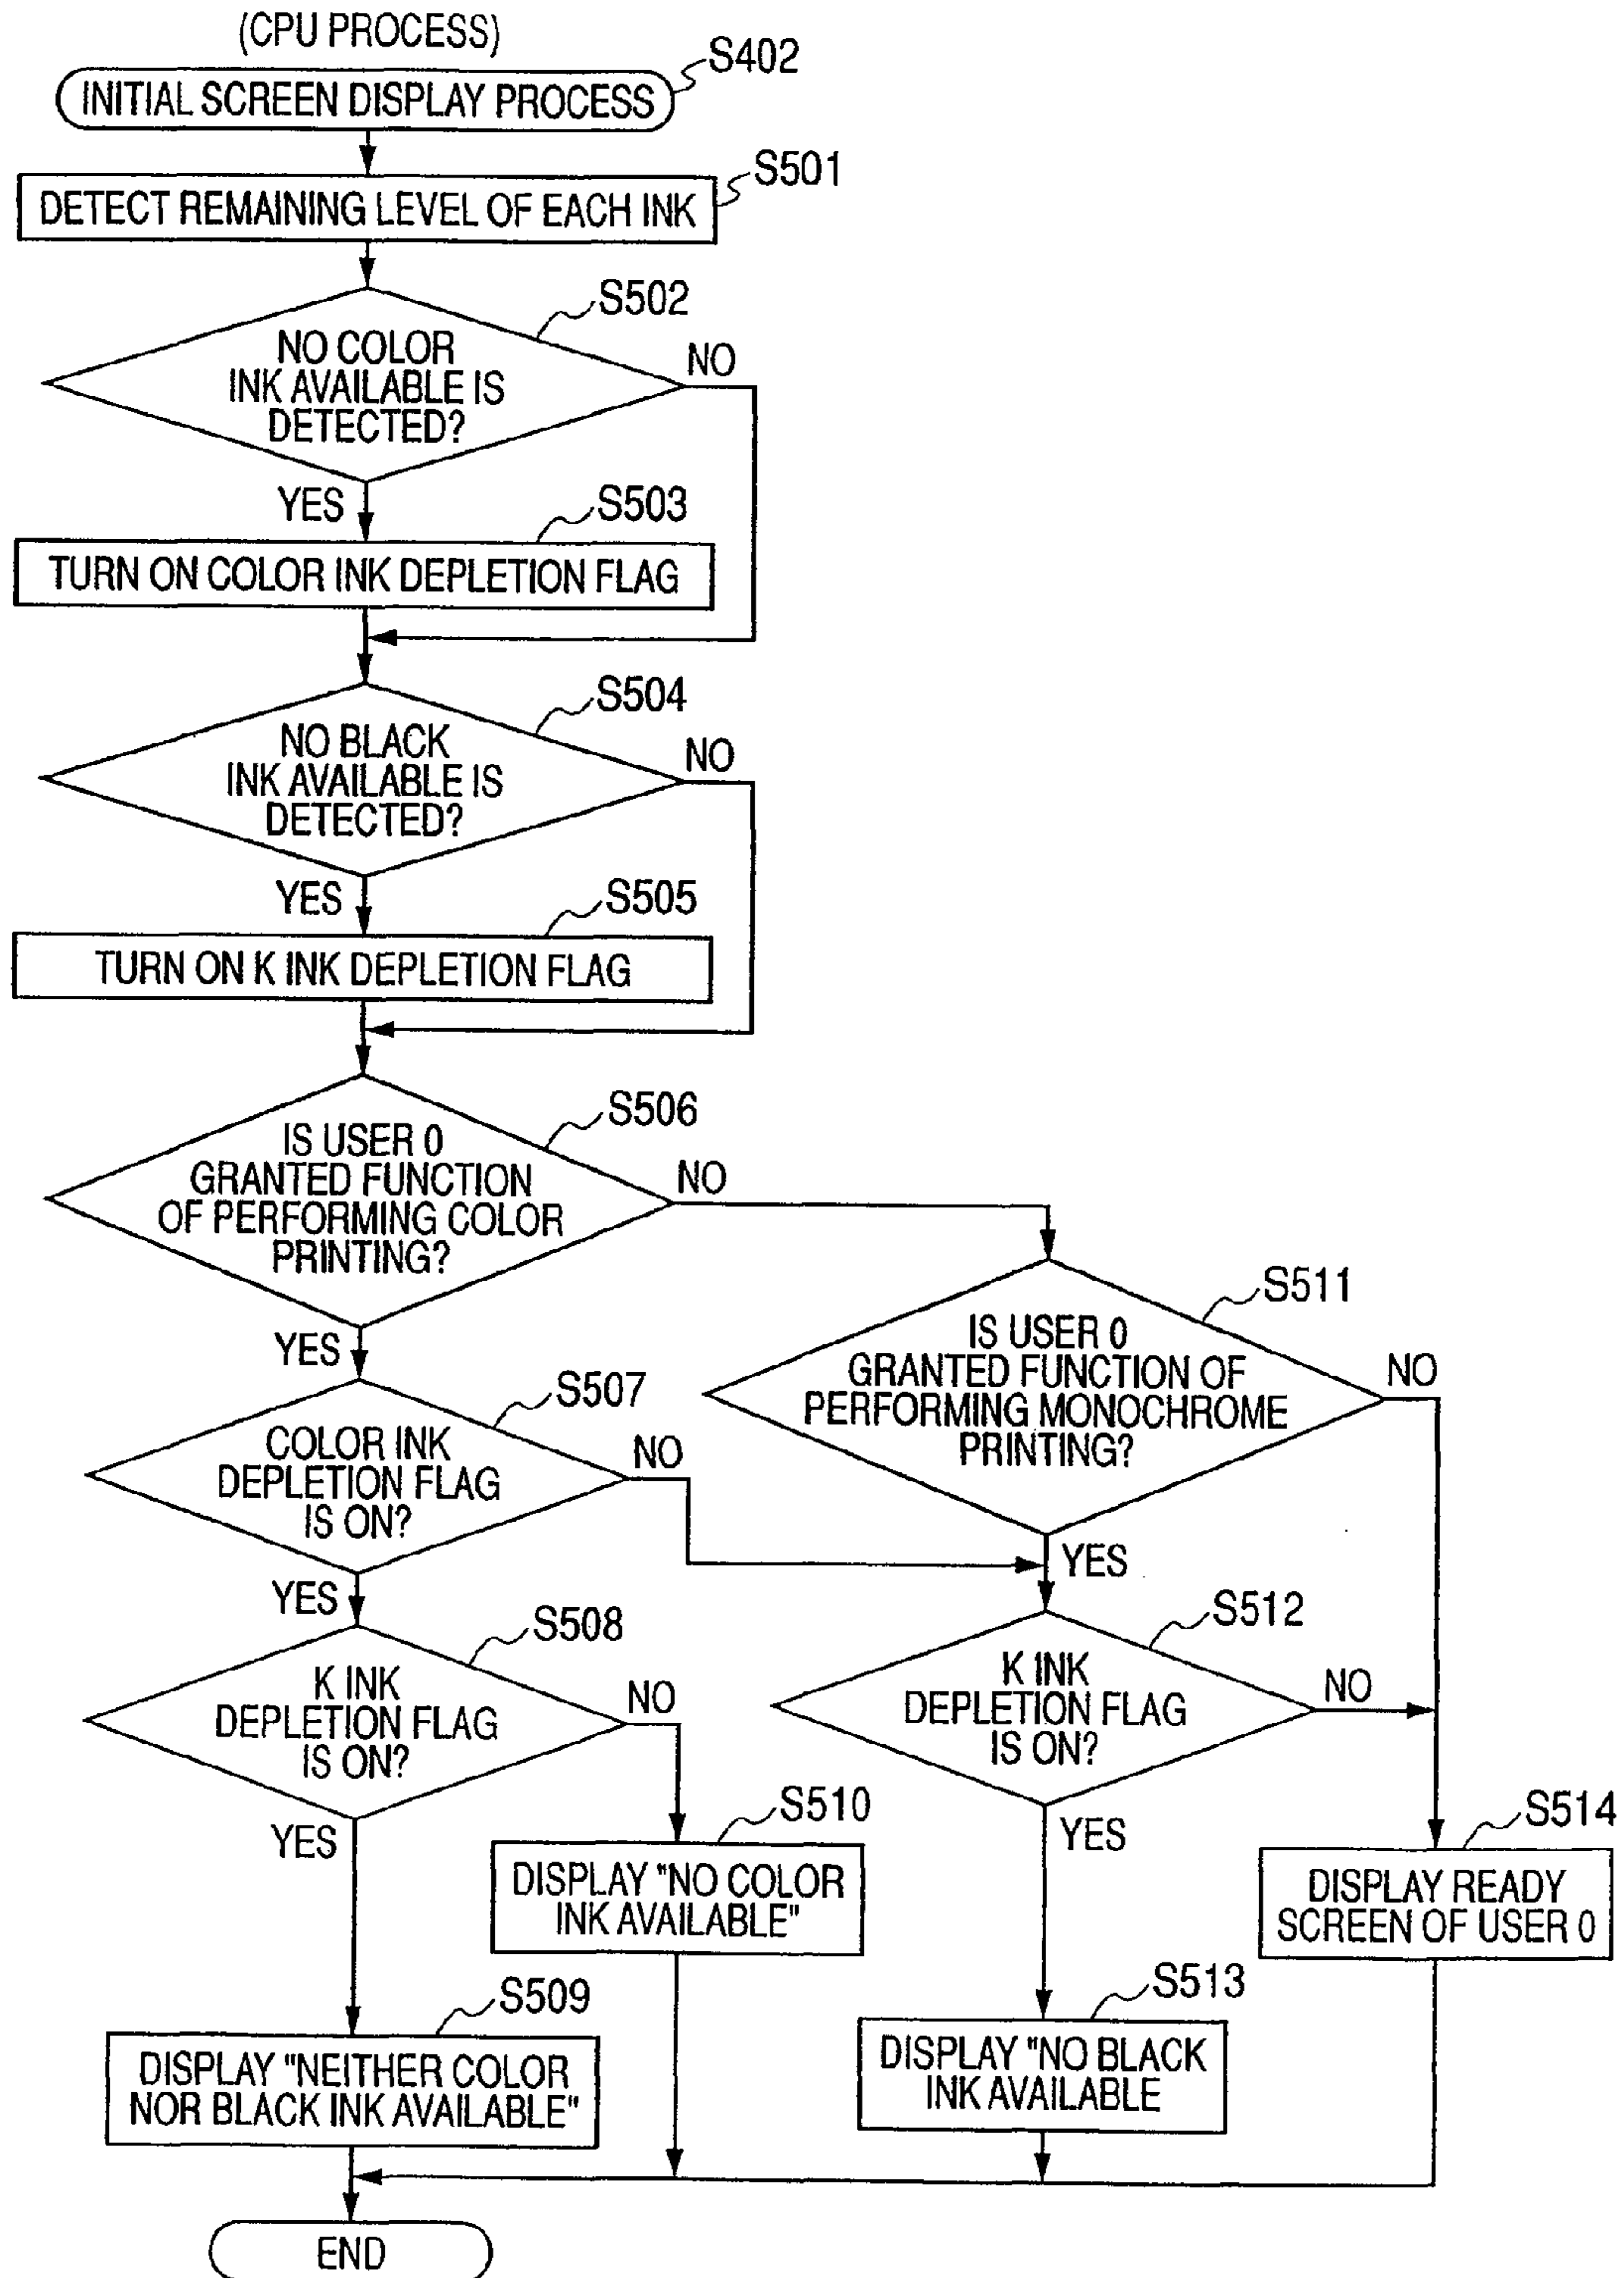 (CPU PROCESS)
S402
INITIAL SCREEN DISPLAY PROCESS
S501
DETECT REMAINING LEVEL OF EACH INK
S502
NO COLOR
INK AVAILABLE IS
DETECTED?
NO
YES
S503
TURN ON COLOR INK DEPLETION FLAG
S504
NO BLACK
INK AVAILABLE IS
DETECTED?
NO
YES
S505
TURN ON K INK DEPLETION FLAG
S506
IS USER 0
GRANTED FUNCTION
OF PERFORMING COLOR
PRINTING?
NO
YES
S511
IS USER 0
GRANTED FUNCTION OF
PERFORMING MONOCHROME
PRINTING?
NO
YES
S507
COLOR INK
DEPLETION FLAG
IS ON?
NO
YES
S508
K INK
DEPLETION FLAG
IS ON?
NO
YES
S512
K INK
DEPLETION FLAG
IS ON?
NO
YES
S510
DISPLAY "NO COLOR
INK AVAILABLE"
S514
DISPLAY READY
SCREEN OF USER 0
S509
DISPLAY "NEITHER COLOR
NOR BLACK INK AVAILABLE"
S513
DISPLAY "NO BLACK
INK AVAILABLE
END